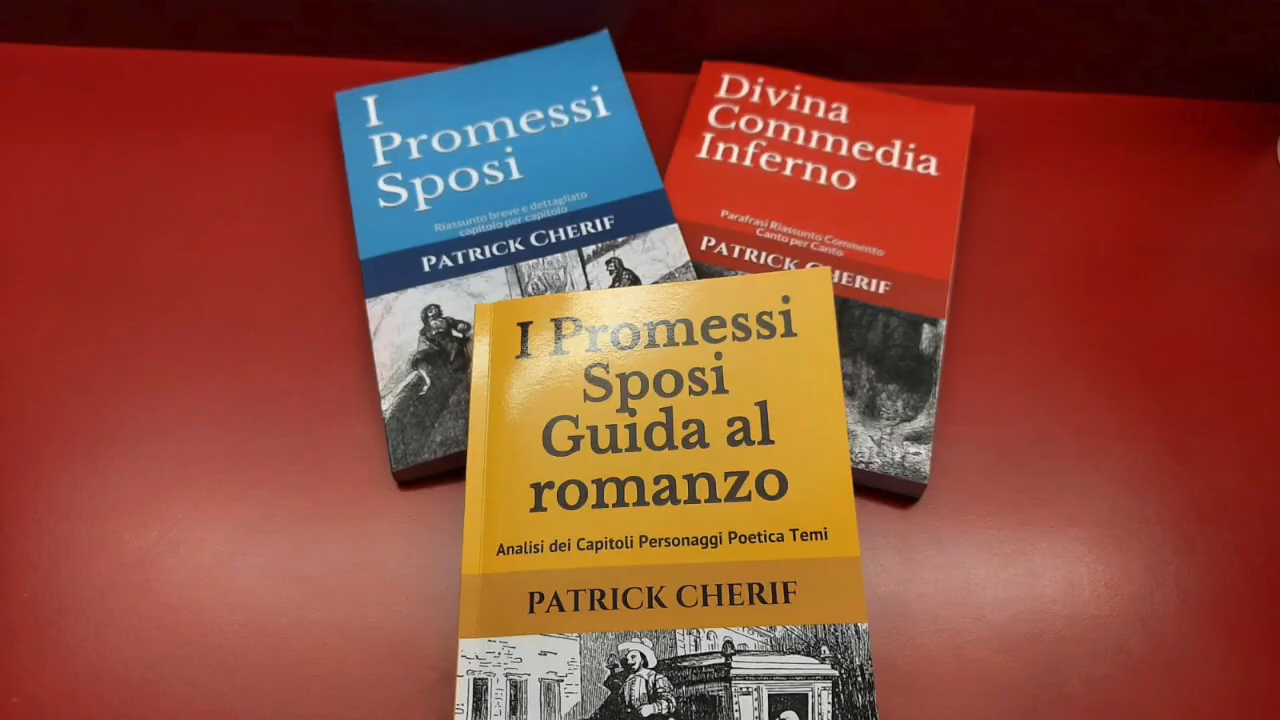 I
Promessi
Sposi
Riassunto breve e dettagliato
capitolo per capitolo
PATRICK CHERIF
Divina
Commedia
Inferno
Parafrasi Riassunto Commento
Canto per Canto
PATRICK CHERIF
I Promessi
Sposi
Guida al
romanzo
Analisi dei Capitoli Personaggi Poetica Temi
PATRICK CHERIF